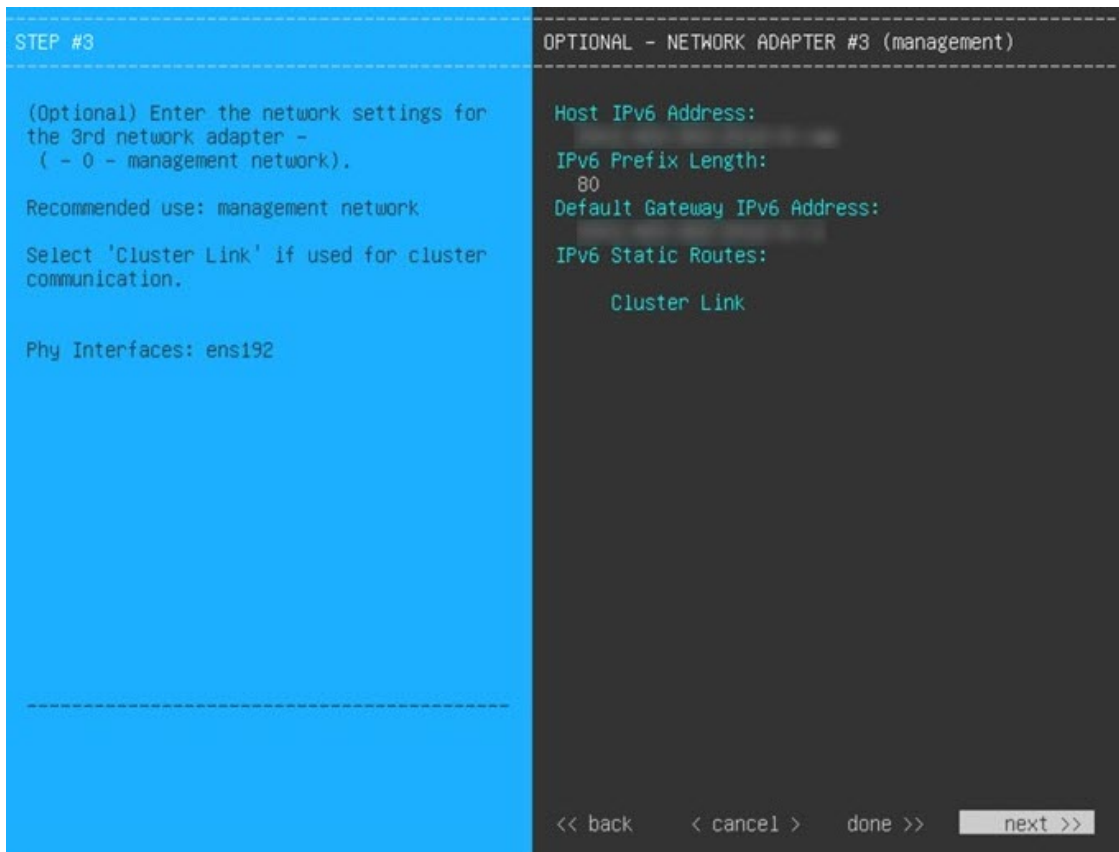 STEP #3
(Optional) Enter the network settings for
the 3rd network adapter -
( - 0 - management network).
Recommended use: management network
Select 'Cluster Link' if used for cluster
communication.
Phy Interfaces: ens192
OPTIONAL - NETWORK ADAPTER #3 (management)
Host IPv6 Address:
IPv6 Prefix Length:
80
Default Gateway IPv6 Address:
IPv6 Static Routes:
Cluster Link
<< back < cancel > done >> next >>